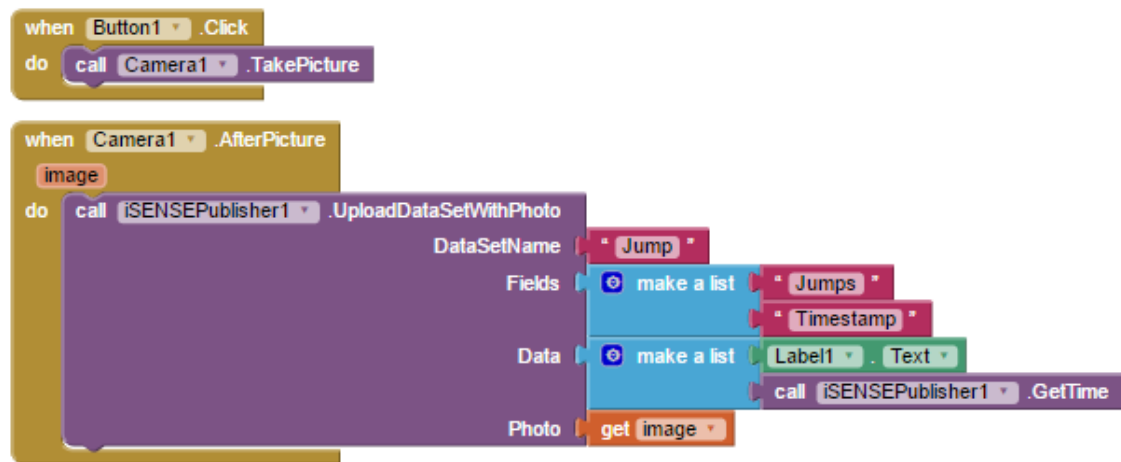 when Button1 .Click
do call Camera1 .TakePicture
when Camera1 .AfterPicture
image
do call iSENSEPublisher1 .UploadDataSetWithPhoto
DataSetName " Jump "
Fields make a list " Jumps "
" Timestamp "
Data make a list Label1 . Text
call iSENSEPublisher1 .GetTime
Photo get image